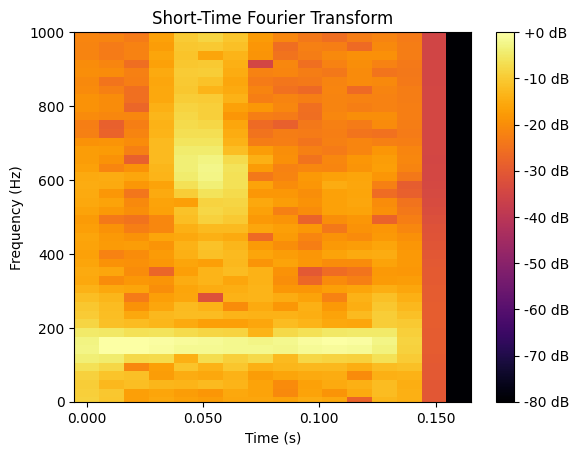 Short-Time Fourier Transform
1000
800
600
400
200
0
Frequency (Hz)
0.000
0.050
0.100
0.150
Time (s)
+0 dB
-10 dB
-20 dB
-30 dB
-40 dB
-50 dB
-60 dB
-70 dB
-80 dB